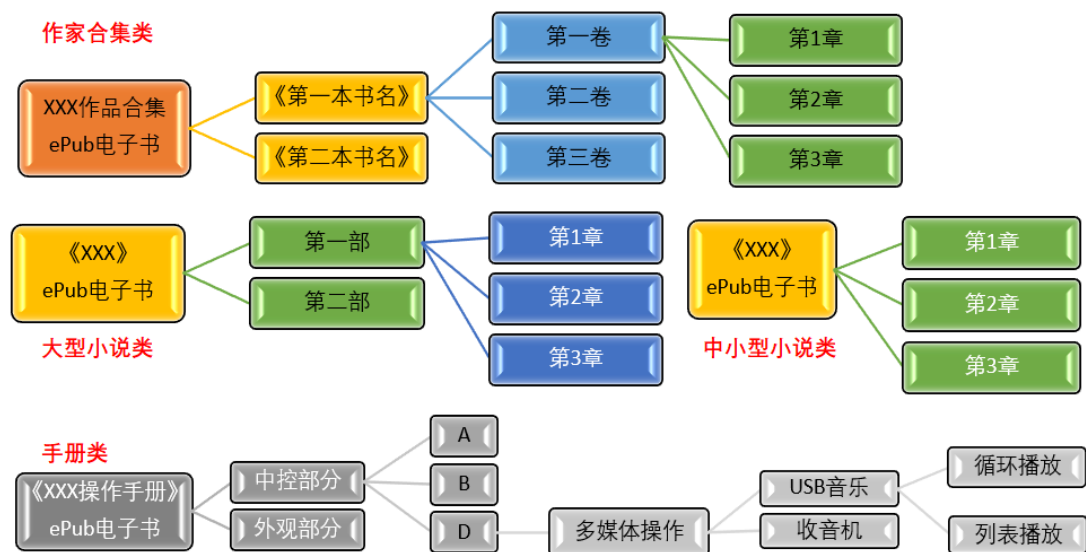 作家合集类
XXX作品合集
ePub电子书
《第一本书名》
《第二本书名》
第一卷
第二卷
第三卷
第1章
第2章
第3章
《XXX》
ePub电子书
大型小说类
第一部
第二部
第1章
第2章
第3章
《XXX》
ePub电子书
中小型小说类
第1章
第2章
第3章
手册类
《XXX操作手册》
ePub电子书
中控部分
外观部分
A
B
D
多媒体操作
USB音乐
收音机
循环播放
列表播放